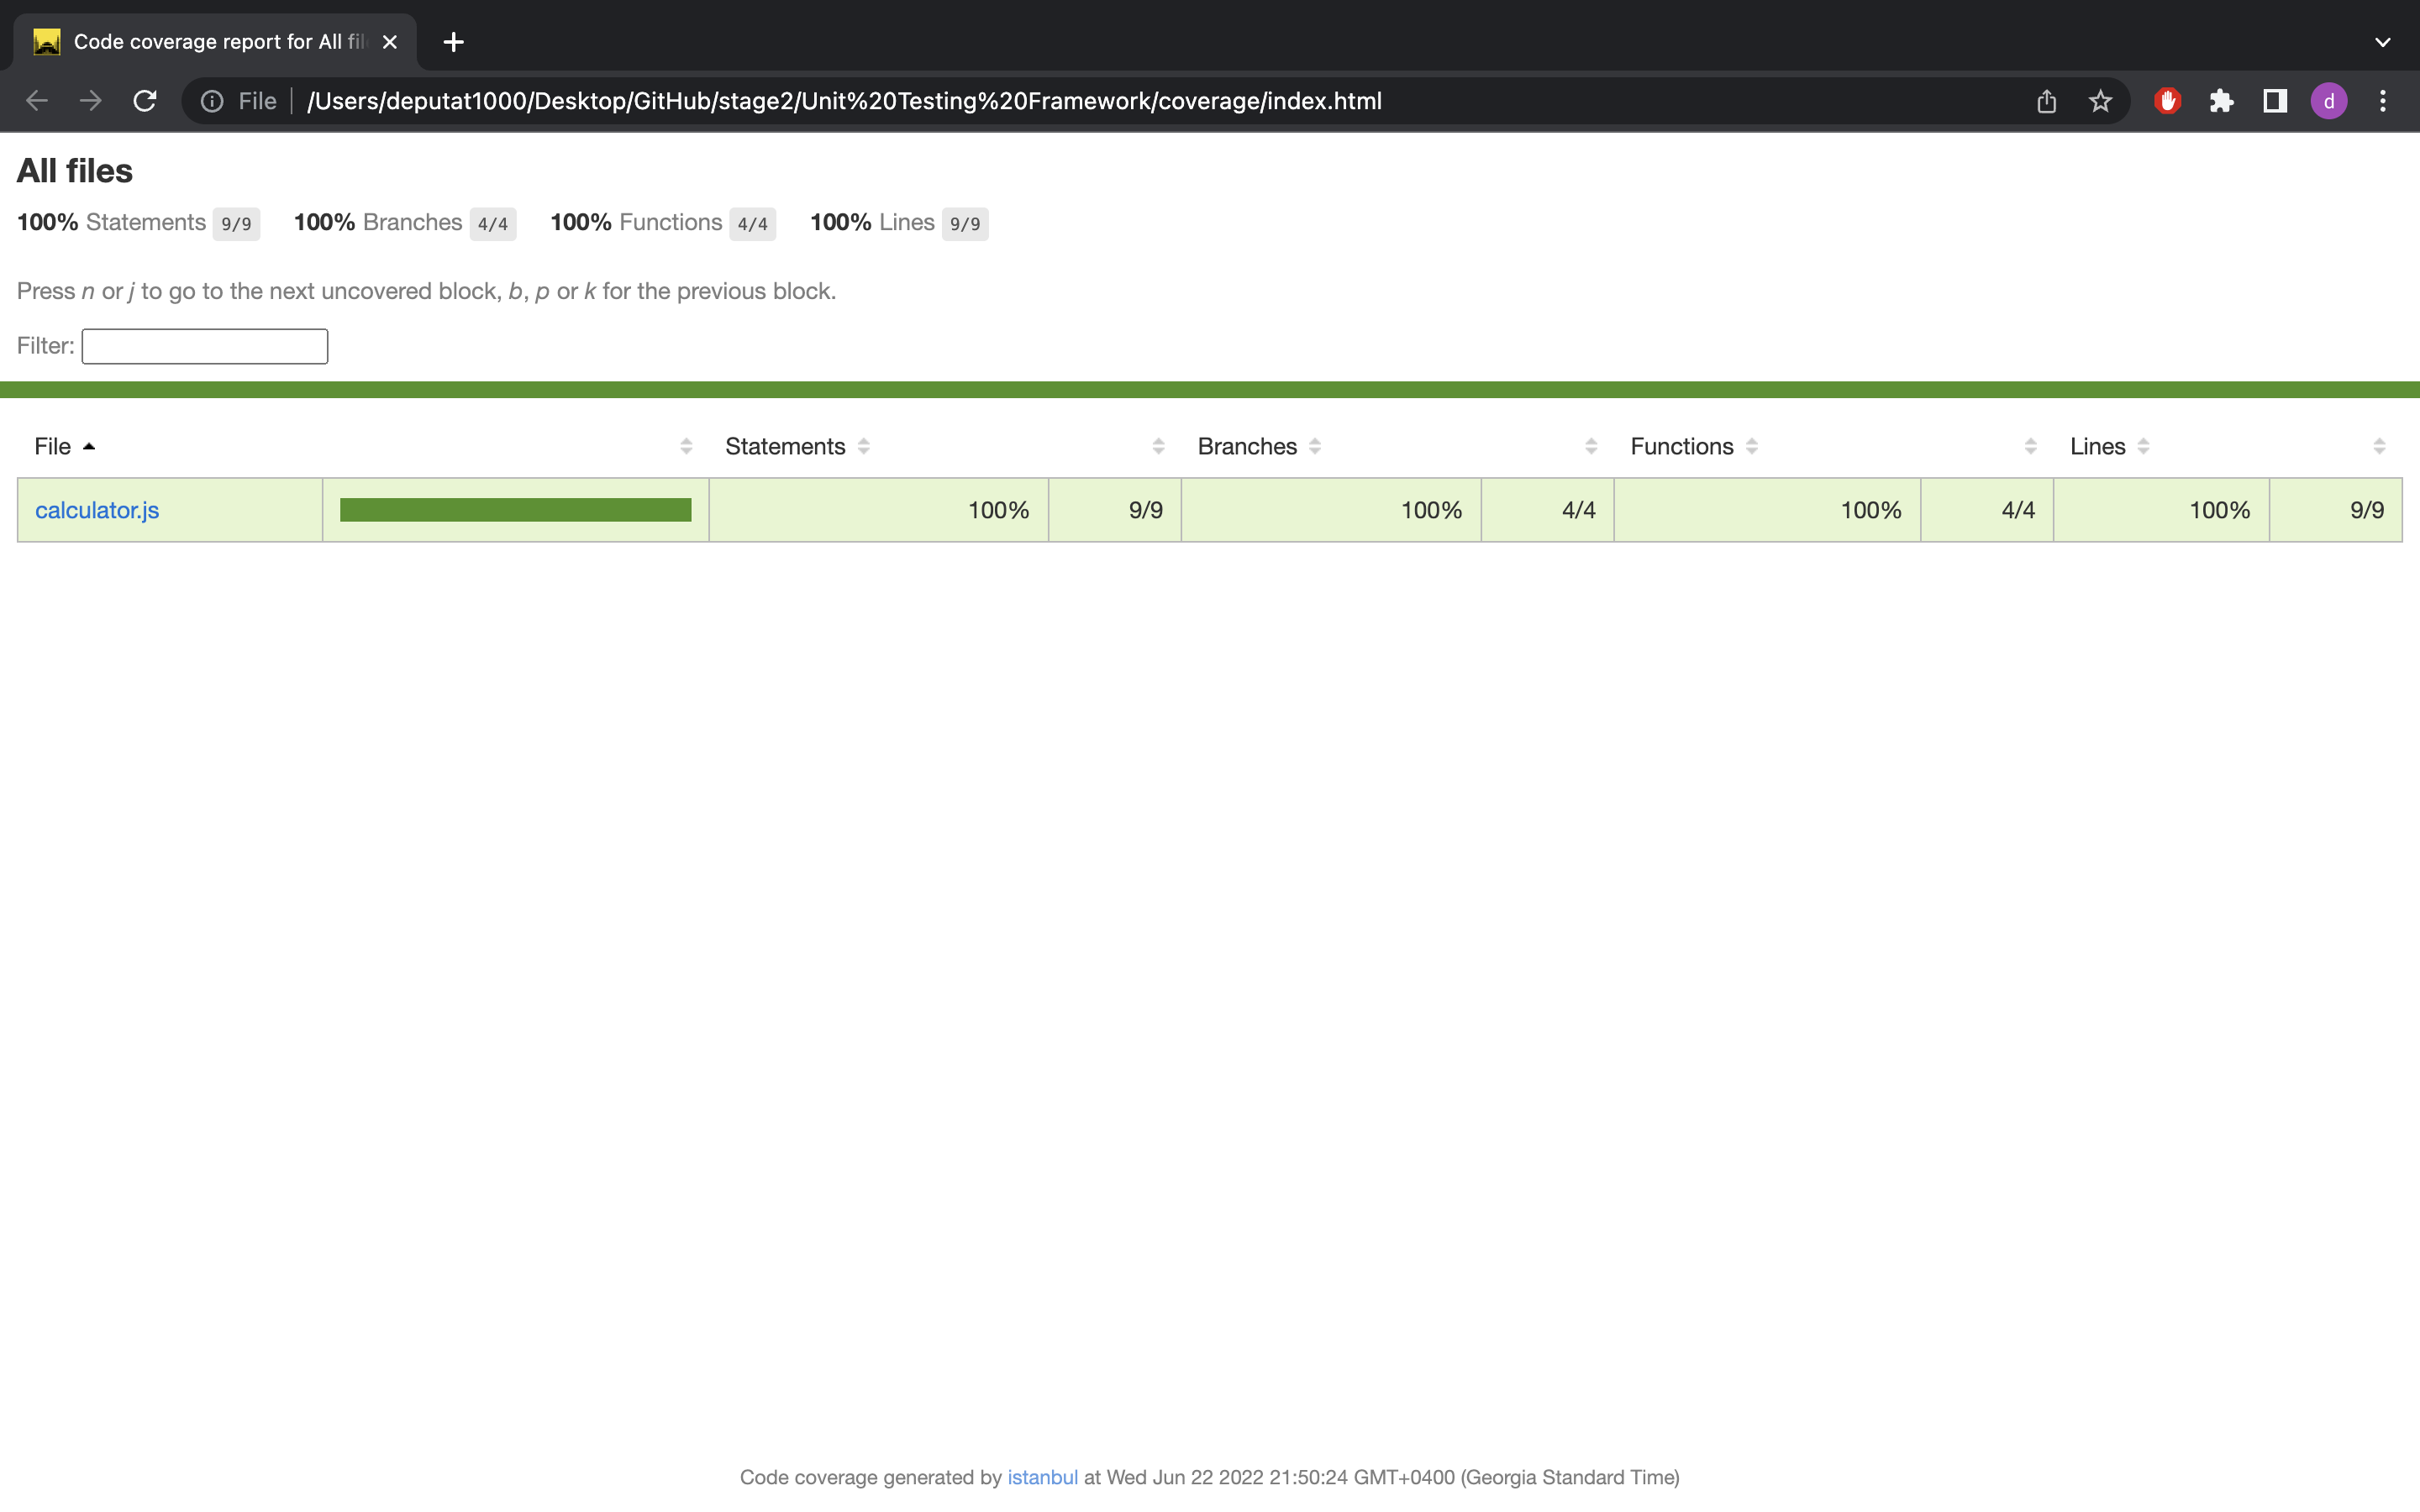 Code coverage report for All fil
File /Users/deputat1000/Desktop/GitHub/stage2/Unit%20Testing%20Framework/coverage/index.html
d
All files
100% Statements 9/9 100% Branches 4/4 100% Functions 4/4 100% Lines 9/9
Press n or j to go to the next uncovered block, b, p or k for the previous block.
Filter:
File Statements Branches Functions Lines
calculator.js 100% 9/9 100% 4/4 100% 4/4 100% 9/9
Code coverage generated by istanbul at Wed Jun 22 2022 21:50:24 GMT+0400 (Georgia Standard Time)